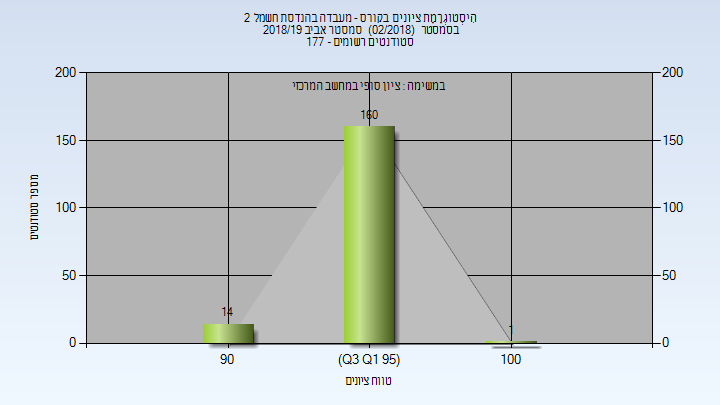 היסטוגרמת ציונים בקורס - מעבדה בהנדסת חשמל 2
בסמסטר (02/2018) סמסטר אביב 2018/19
סטודנטים רשומים - 177
במשימה : ציון סופי במחשב המרכזי
200
200
160
150
150
מספר סטודנטים
100
100
50
50
14
1
0
0
90
(Q3 Q1 95)
100
טווח ציונים